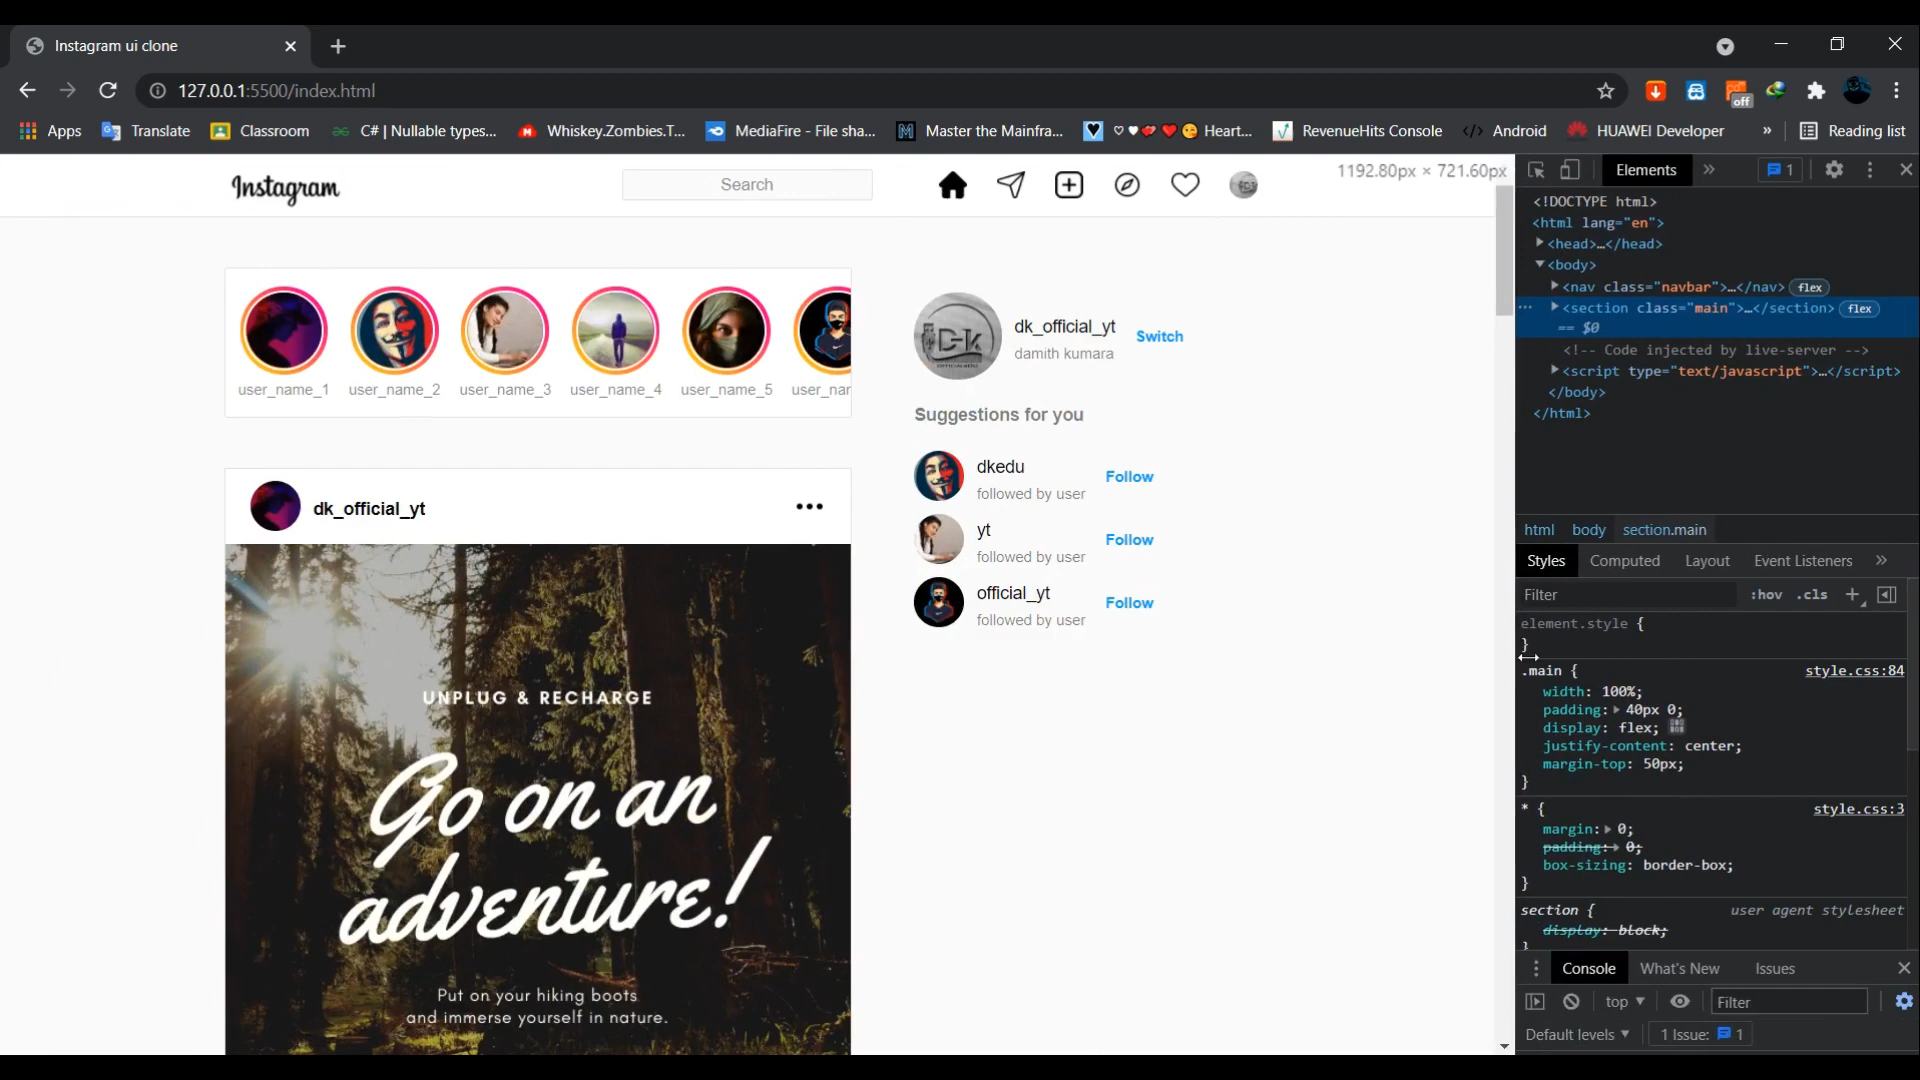 Instagram ui clone
127.0.0.1:5500/index.html
off
Apps
Translate
Classroom
C# | Nullable types...
Whiskey.Zombies.T...
MediaFire - File sha...
Master the Mainfra...
Heart...
RevenueHits Console
Android
HUAWEI Developer
»
Reading list
Instagram
Search
1192.80px × 721.60px
user_name_1
user_name_2
user_name_3
user_name_4
user_name_5
user_nar
dk_official_yt
damith kumara
Switch
Suggestions for you
dkedu
followed by user
Follow
yt
followed by user
Follow
official_yt
followed by user
Follow
dk_official_yt
UNPLUG & RECHARGE
Go on an
adventure!
Put on your hiking boots
and immerse yourself in nature.
Elements
»
1
<!DOCTYPE html>
<html lang="en">
<head>…</head>
<body>
<nav class="navbar">…</nav> flex
<section class="main">…</section> flex
== $0
<!-- Code injected by live-server -->
<script type="text/javascript">…</script>
</body>
</html>
html body section.main
Styles Computed Layout Event Listeners »
Filter :hov .cls +
element.style {
}
.main { style.css:84
width: 100%;
padding: 40px 0;
display: flex;
justify-content: center;
margin-top: 50px;
}
* { style.css:3
margin: 0;
padding: 0;
box-sizing: border-box;
}
section { user agent stylesheet
display: block;
}
Console What's New Issues
top Filter
Default levels 1 Issue: 1